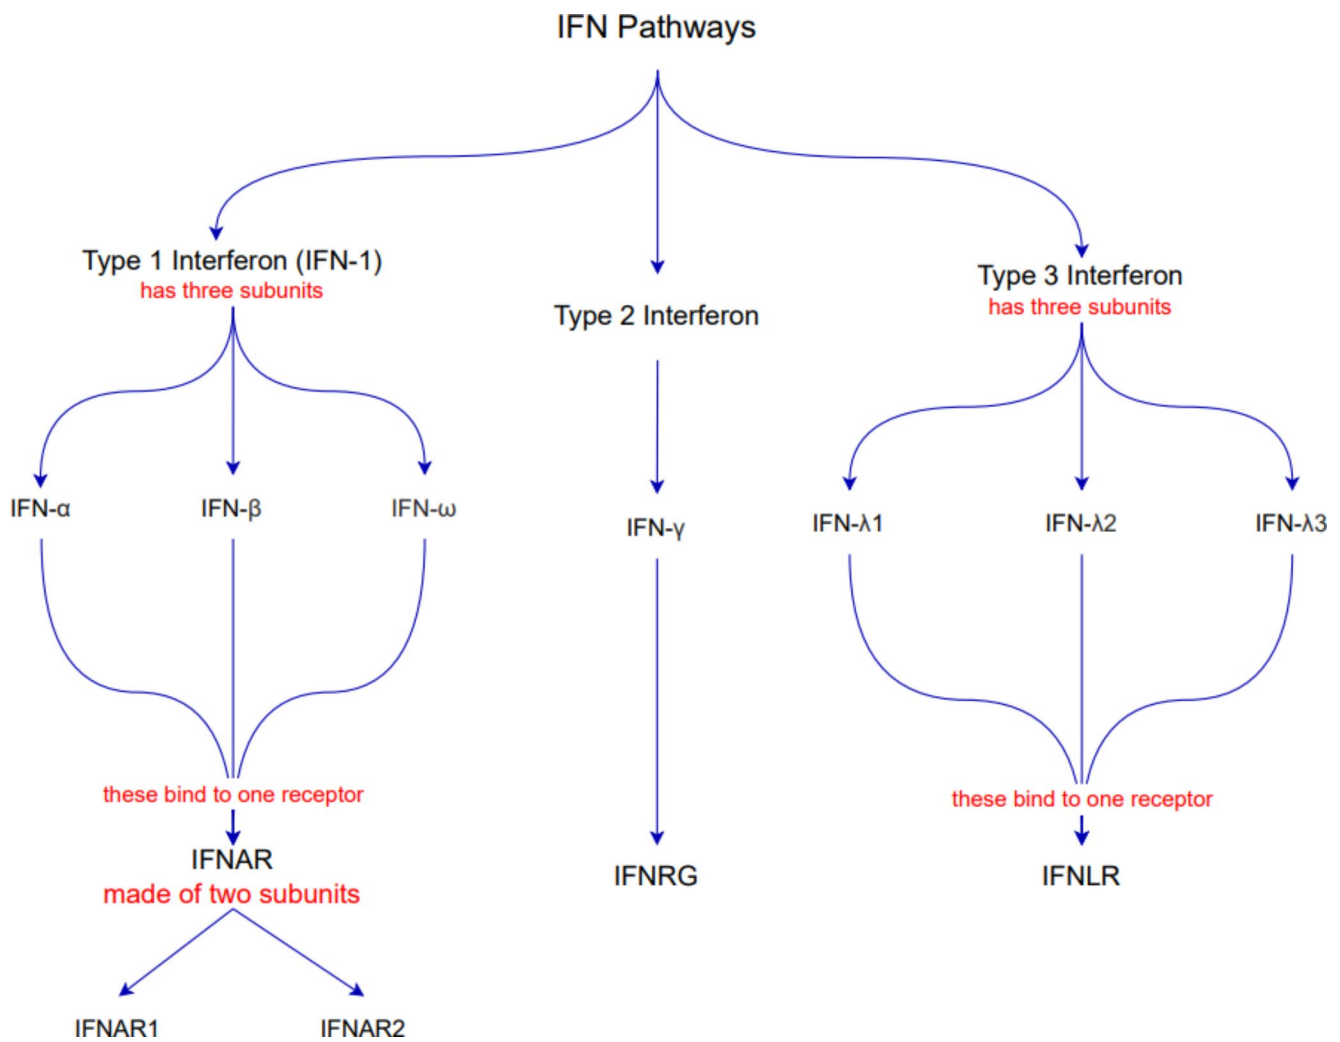 IFN Pathways
Type 1 Interferon (IFN-1)
has three subunits
Type 2 Interferon
Type 3 Interferon
has three subunits
IFN-α
IFN-β
IFN-ω
IFN-γ
IFN-λ1
IFN-λ2
IFN-λ3
these bind to one receptor
these bind to one receptor
IFNAR
made of two subunits
IFNRG
IFNLR
IFNAR1
IFNAR2